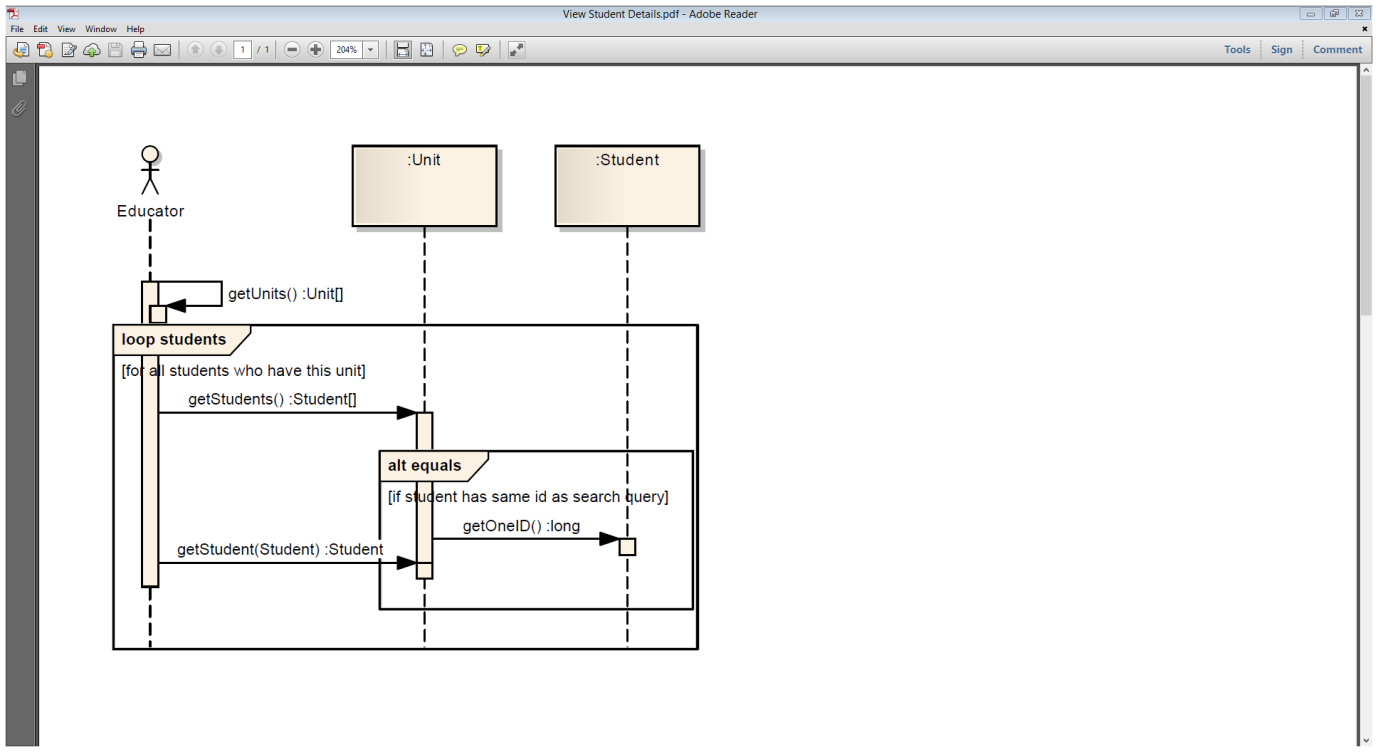 View Student Details.pdf - Adobe Reader
File Edit View Window Help
1 / 1 204% Tools Sign Comment
:Unit :Student
Educator
getUnits() :Unit[]
loop students
[for all students who have this unit]
getStudents() :Student[]
alt equals
[if student has same id as search query]
getOneID() :long
getStudent(Student) :Student